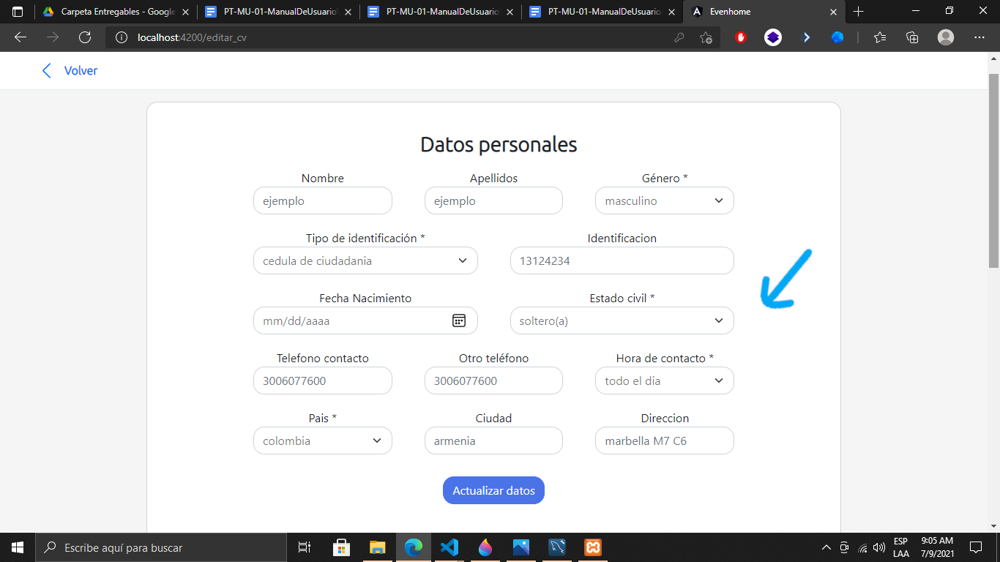 Carpeta Entregables - Google
PT-MU-01-ManualDeUsuario
PT-MU-01-ManualDeUsuario
PT-MU-01-ManualDeUsuario
Evenhome
localhost:4200/editar_cv
Volver
Datos personales
Nombre Apellidos Género *
ejemplo ejemplo masculino
Tipo de identificación * Identificacion
cedula de ciudadania 13124234
Fecha Nacimiento Estado civil *
mm/dd/aaaa soltero(a)
Telefono contacto Otro teléfono Hora de contacto *
3006077600 3006077600 todo el dia
Pais * Ciudad Direccion
colombia armenia marbella M7 C6
Actualizar datos
Escribe aquí para buscar
ESP
LAA
9:05 AM
7/9/2021